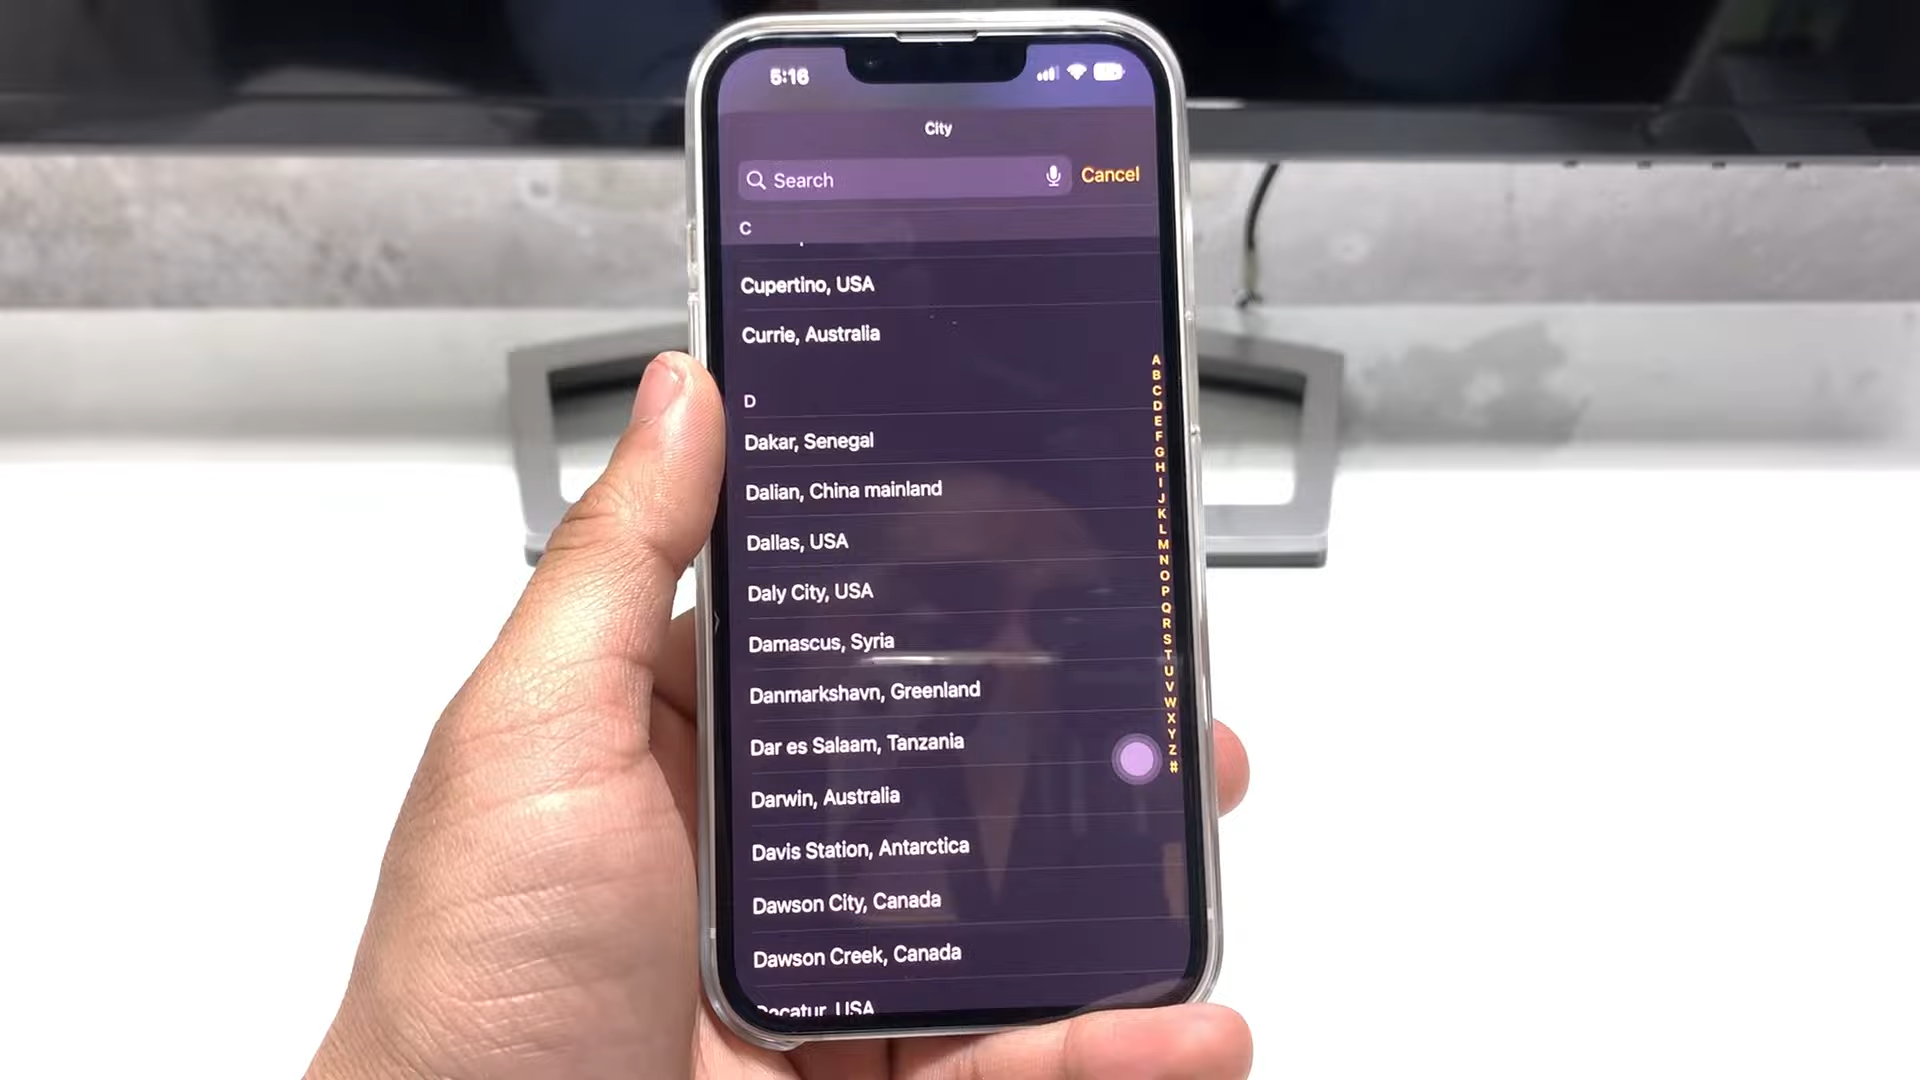 5:16
City
Search
Cancel
C
Cupertino, USA
Currie, Australia
D
Dakar, Senegal
Dalian, China mainland
Dallas, USA
Daly City, USA
Damascus, Syria
Danmarkshavn, Greenland
Dar es Salaam, Tanzania
Darwin, Australia
Davis Station, Antarctica
Dawson City, Canada
Dawson Creek, Canada
Decatur, USA
A
B
C
D
E
F
G
H
I
J
K
L
M
N
O
P
Q
R
S
T
U
V
W
X
Y
Z
#